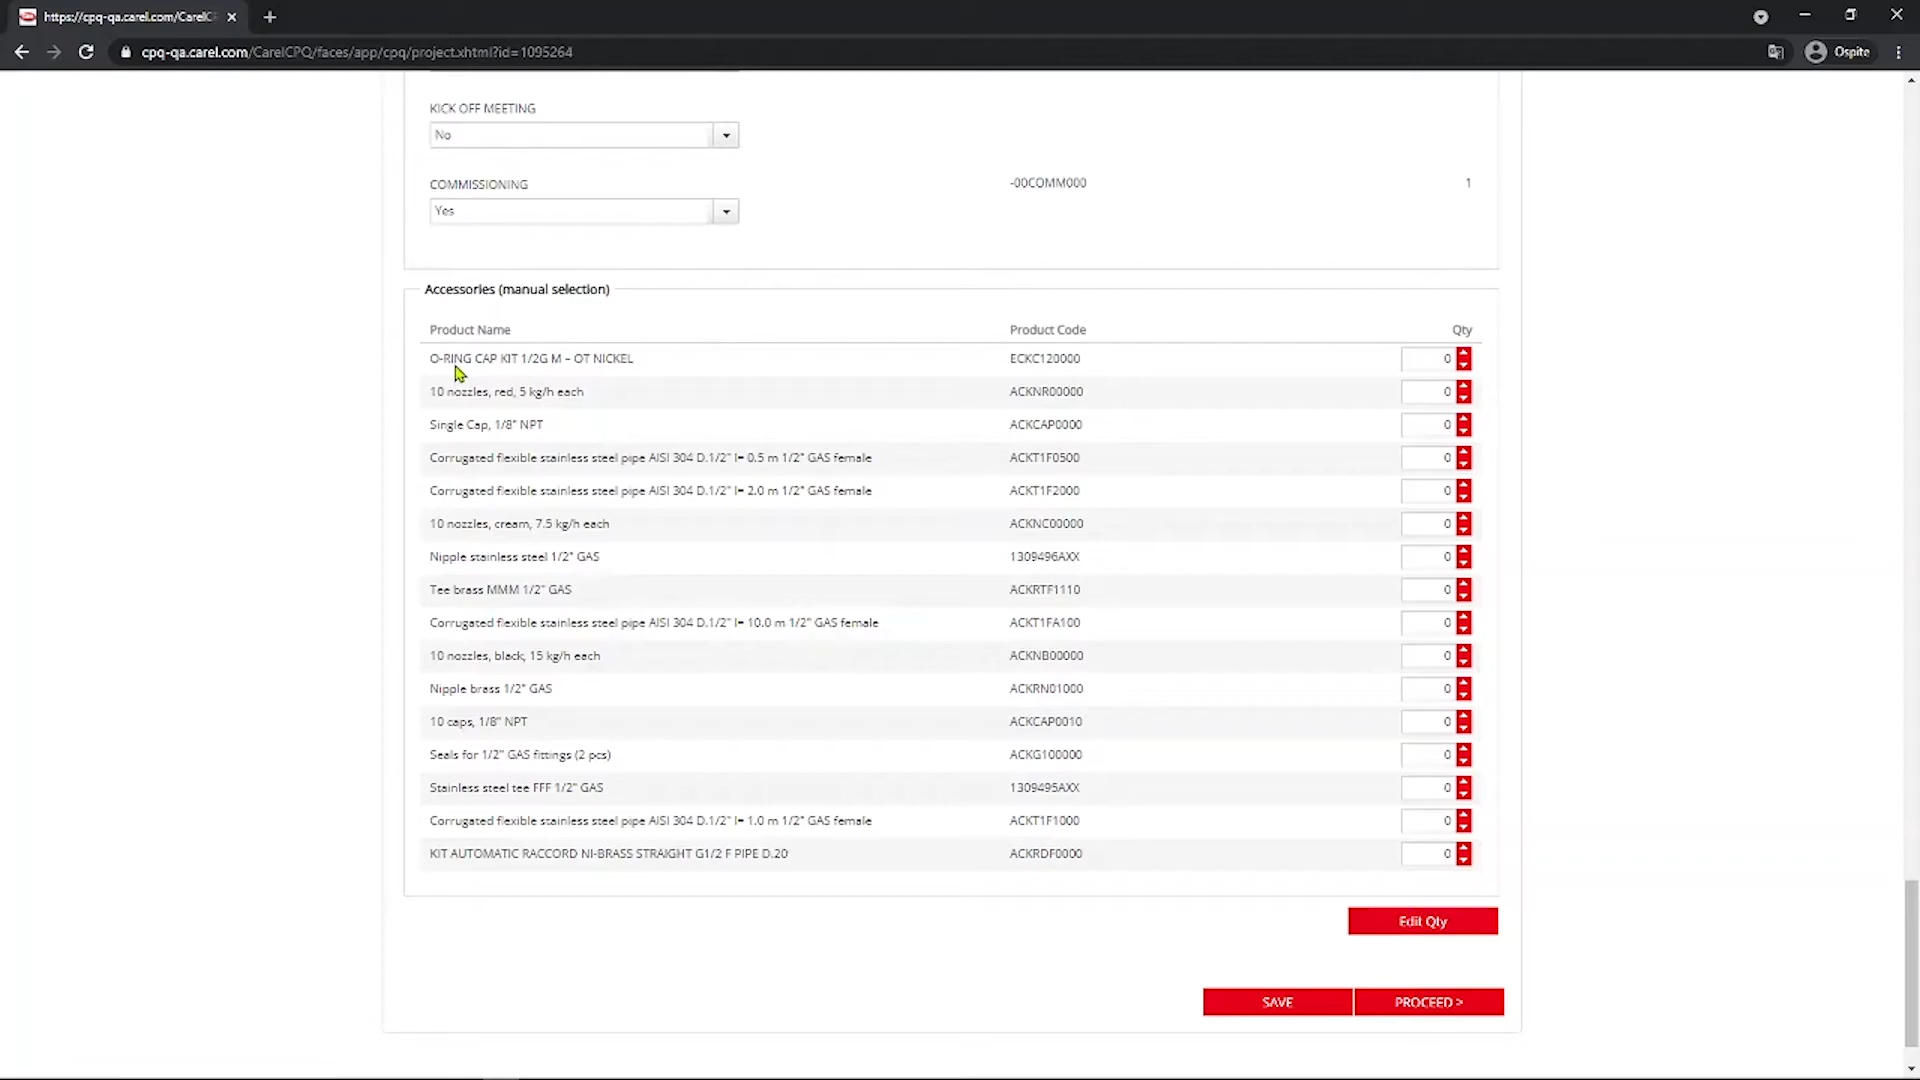 https://cpq-qa.carel.com/CarelC
cpq-qa.carel.com/CarelCPQ/faces/app/cpq/project.xhtml?id=1095264
Ospite
KICK OFF MEETING
No
COMMISSIONING -00COMM000 1
Yes
Accessories (manual selection)
Product Name Product Code Qty
O-RING CAP KIT 1/2G M – OT NICKEL ECKC120000 0
10 nozzles, red, 5 kg/h each ACKNR00000 0
Single Cap, 1/8" NPT ACKCAP0000 0
Corrugated flexible stainless steel pipe AISI 304 D.1/2" l= 0.5 m 1/2" GAS female ACKT1F0500 0
Corrugated flexible stainless steel pipe AISI 304 D.1/2" l= 2.0 m 1/2" GAS female ACKT1F2000 0
10 nozzles, cream, 7.5 kg/h each ACKNC00000 0
Nipple stainless steel 1/2" GAS 1309496AXX 0
Tee brass MMM 1/2" GAS ACKRTF1110 0
Corrugated flexible stainless steel pipe AISI 304 D.1/2" l= 10.0 m 1/2" GAS female ACKT1FA100 0
10 nozzles, black, 15 kg/h each ACKNB00000 0
Nipple brass 1/2" GAS ACKRN01000 0
10 caps, 1/8" NPT ACKCAP0010 0
Seals for 1/2" GAS fittings (2 pcs) ACKG100000 0
Stainless steel tee FFF 1/2" GAS 1309495AXX 0
Corrugated flexible stainless steel pipe AISI 304 D.1/2" l= 1.0 m 1/2" GAS female ACKT1F1000 0
KIT AUTOMATIC RACCORD NI-BRASS STRAIGHT G1/2 F PIPE D.20 ACKRDF0000 0
Edit Qty
SAVE PROCEED >